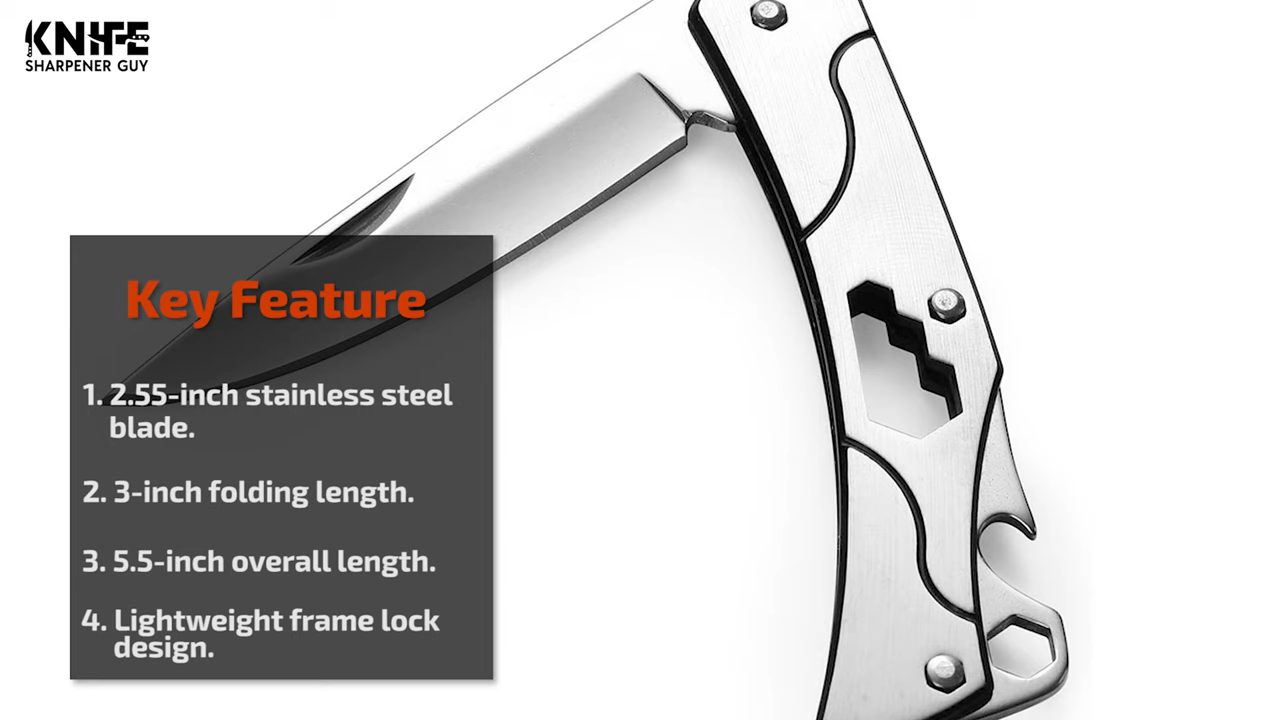 KNIFE
SHARPENER GUY
Key Feature
1. 2.55-inch stainless steel
blade.
2. 3-inch folding length.
3. 5.5-inch overall length.
4. Lightweight frame lock
design.